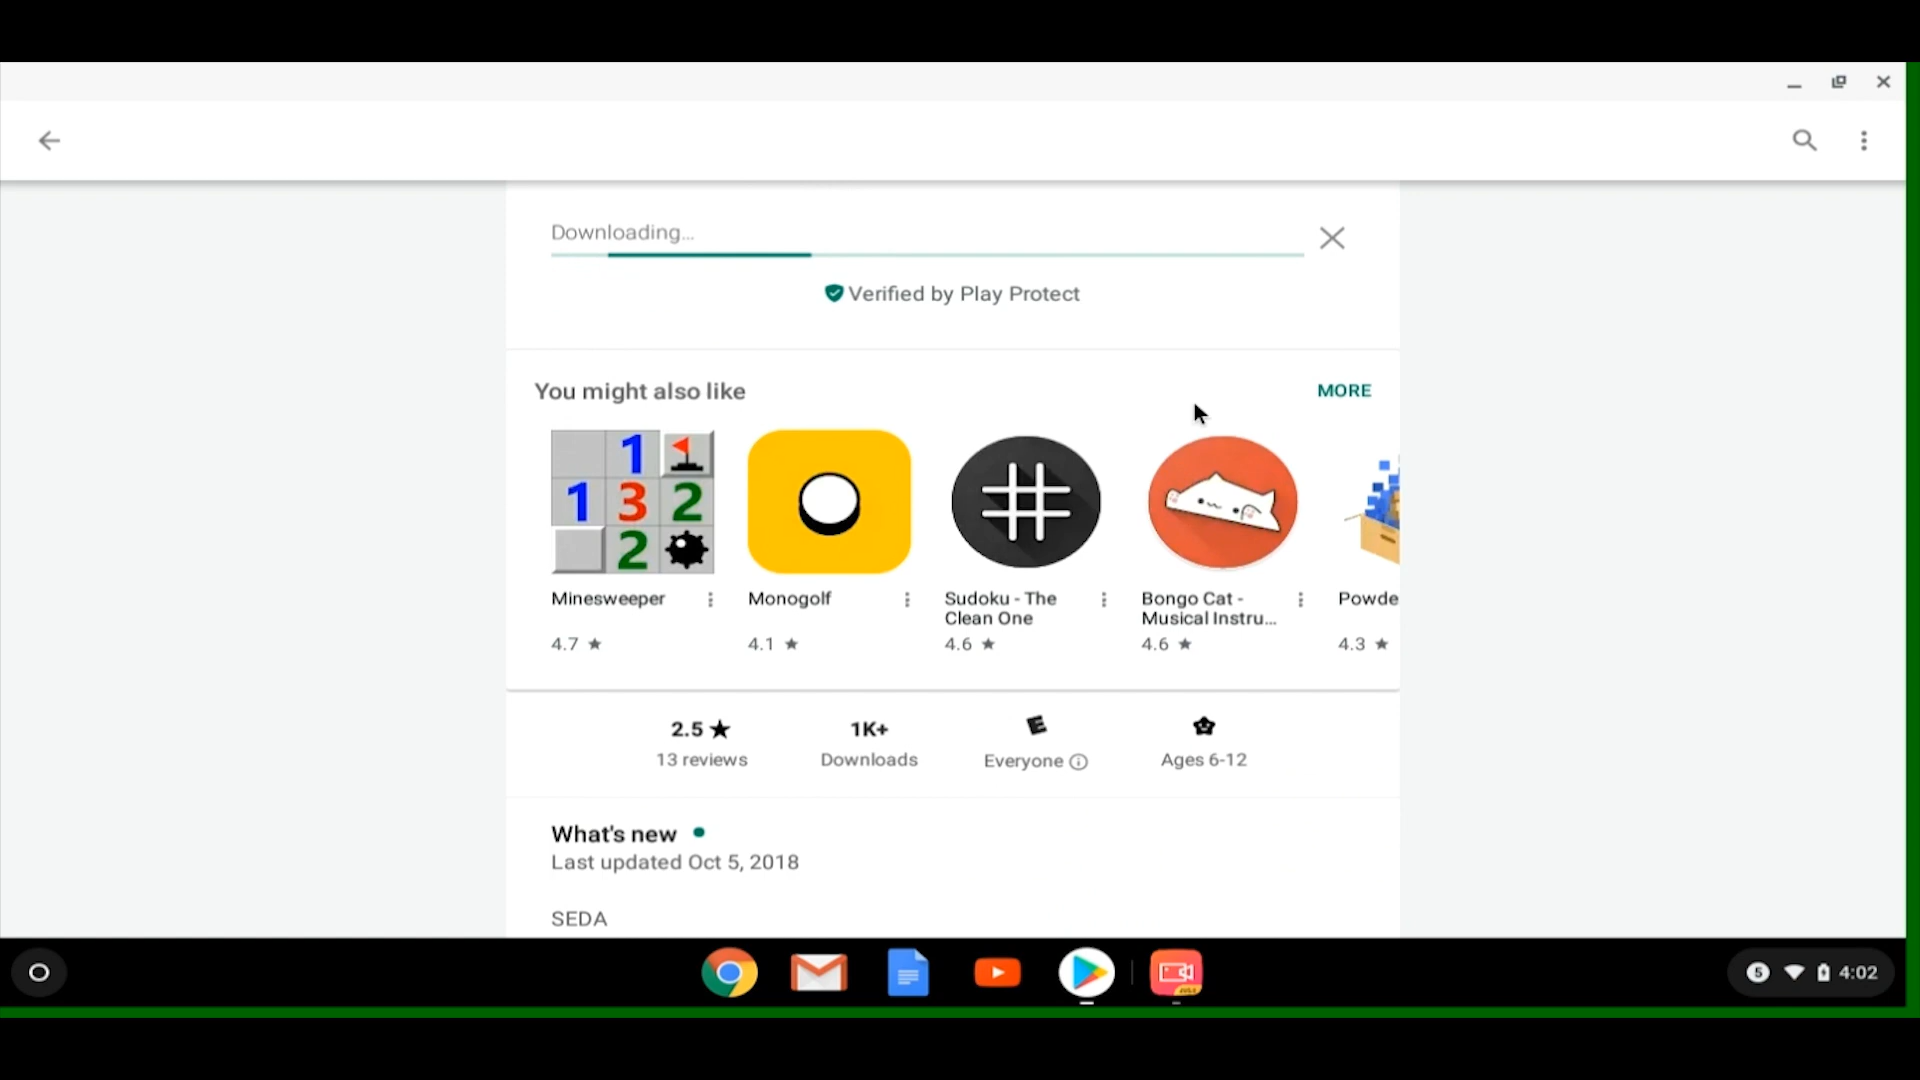 Downloading...
Verified by Play Protect
You might also like
MORE
1
1 3 2
2
Minesweeper
Monogolf
Sudoku - The
Clean One
Bongo Cat -
Musical Instru...
Powde
4.7 ★
4.1 ★
4.6 ★
4.6 ★
4.3 ★
2.5 ★
1K+
E
13 reviews
Downloads
Everyone
Ages 6-12
What's new
Last updated Oct 5, 2018
SEDA
5
4:02